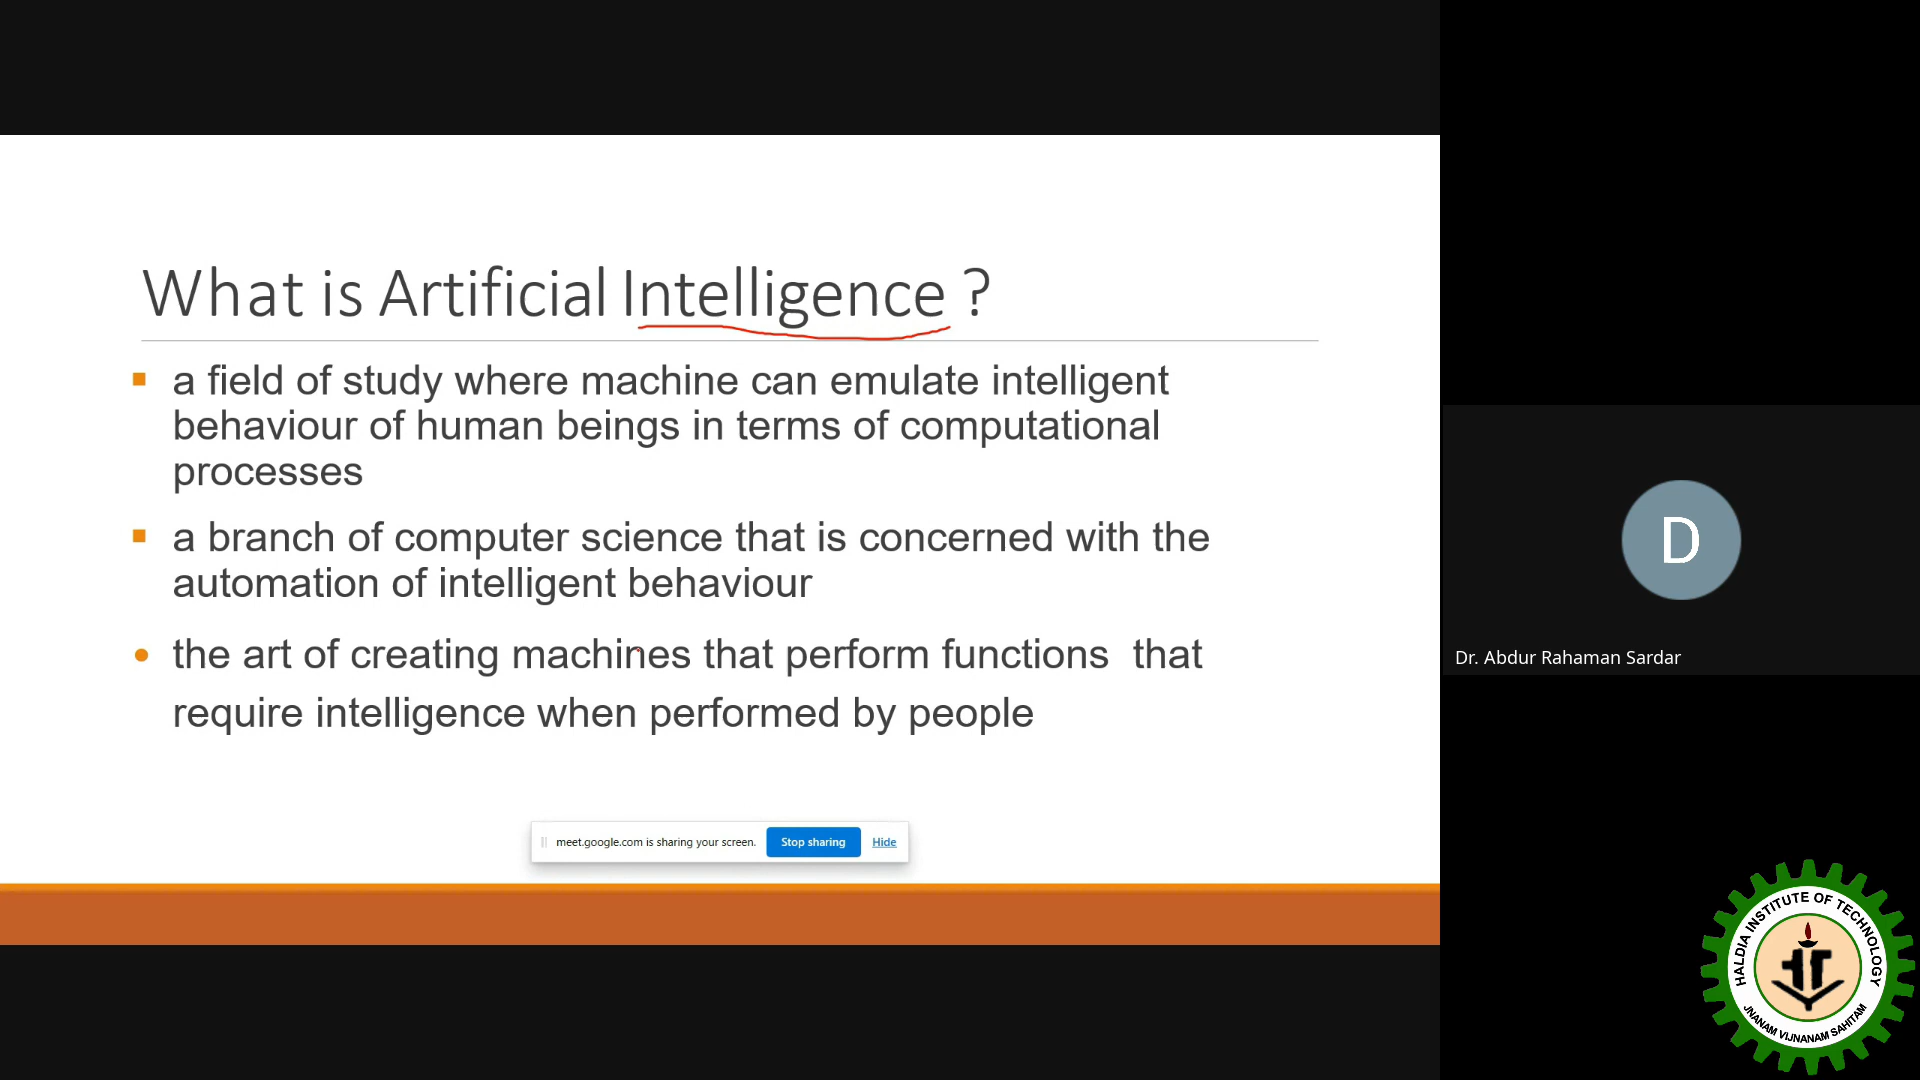 What is Artificial Intelligence ?
a field of study where machine can emulate intelligent
behaviour of human beings in terms of computational
processes
a branch of computer science that is concerned with the
automation of intelligent behaviour
the art of creating machines that perform functions that
require intelligence when performed by people
meet.google.com is sharing your screen. Stop sharing Hide
D
Dr. Abdur Rahaman Sardar
HALDIA INSTITUTE OF TECHNOLOGY
JNANAM VIJNANAM SAHITAM